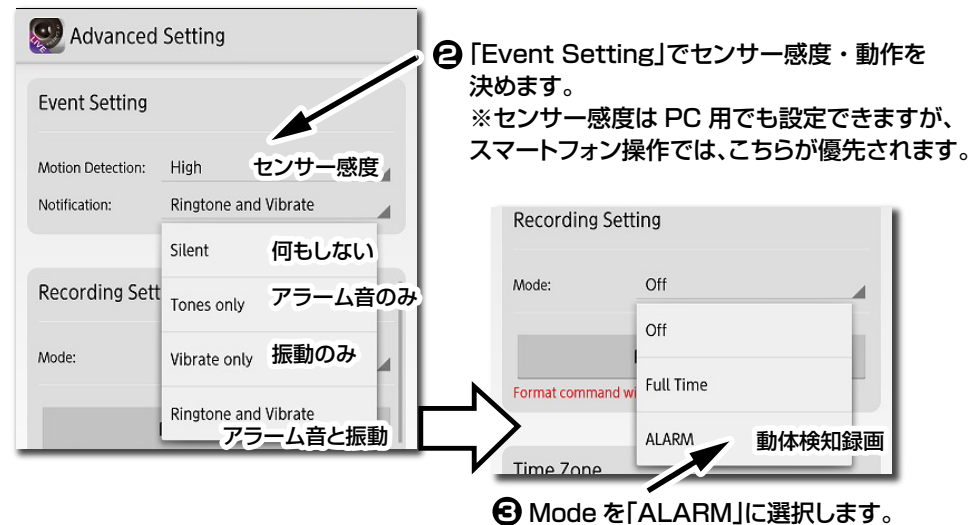 Advanced Setting
Event Setting
Motion Detection: High センサー感度
Notification: Ringtone and Vibrate
Silent 何もしない
Tones only アラーム音のみ
Vibrate only 振動のみ
Ringtone and Vibrate
アラーム音と振動
Recording Sett
Mode:
❷「Event Setting」でセンサー感度・動作を
決めます。
※センサー感度は PC 用でも設定できますが、
スマートフォン操作では、こちらが優先されます。
Recording Setting
Mode: Off
Off
Full Time
ALARM 動体検知録画
Format command wi
Time Zone
❸ Mode を「ALARM」に選択します。